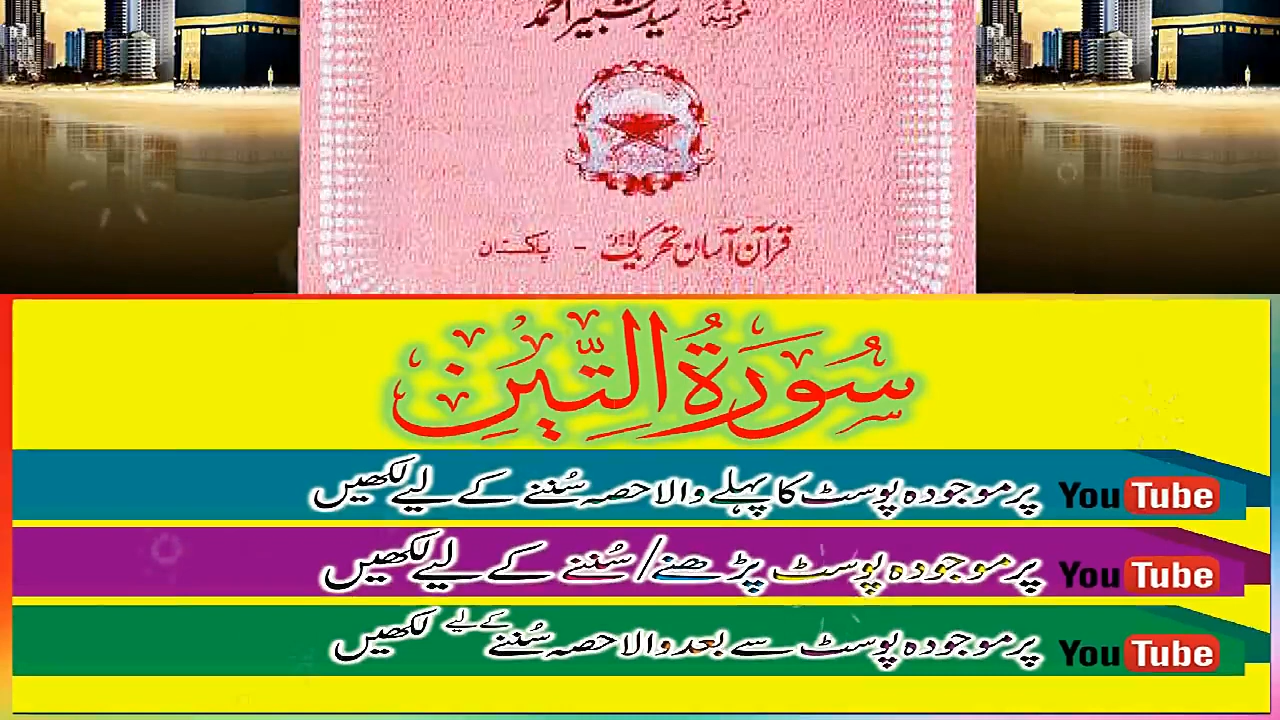 مرتبہ سید شبیر احمد
قرآن آسان تحریک - پاکستان
سُوۡرَةُ التِّيۡنِ
YouTube پر موجودہ پوسٹ کا پہلے والا حصہ سُننے کے لیے لکھیں
YouTube پر موجودہ پوسٹ پڑھنے/سُننے کے لیے لکھیں
YouTube پر موجودہ پوسٹ سے بعد والا حصہ سُننے کے لیے لکھیں